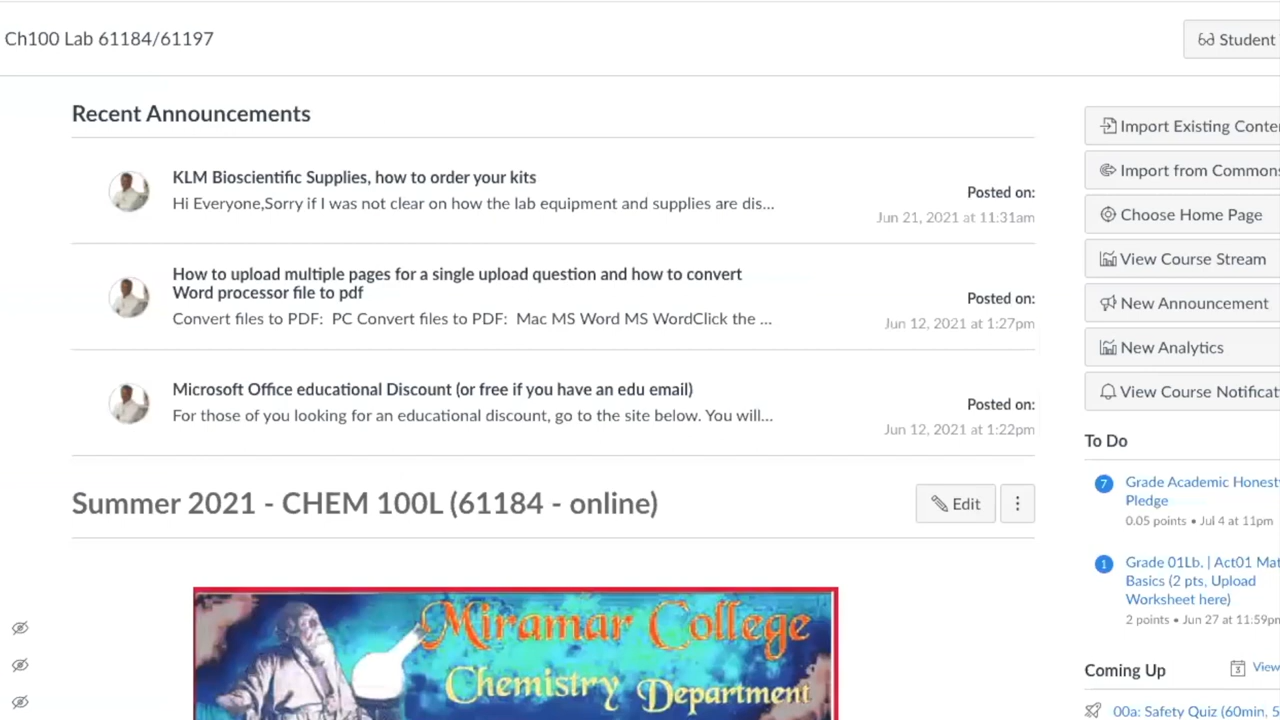 Ch100 Lab 61184/61197
Student
Recent Announcements
KLM Bioscientific Supplies, how to order your kits
Hi Everyone,Sorry if I was not clear on how the lab equipment and supplies are dis...
Posted on:
Jun 21, 2021 at 11:31am
How to upload multiple pages for a single upload question and how to convert
Word processor file to pdf
Convert files to PDF:  PC Convert files to PDF:  Mac MS Word MS WordClick the ...
Posted on:
Jun 12, 2021 at 1:27pm
Microsoft Office educational Discount (or free if you have an edu email)
For those of you looking for an educational discount, go to the site below. You will...
Posted on:
Jun 12, 2021 at 1:22pm
Summer 2021 - CHEM 100L (61184 - online)
Edit
Miramar College
Chemistry Department
Import Existing Conte
Import from Commons
Choose Home Page
View Course Stream
New Announcement
New Analytics
View Course Notificat
To Do
7
Grade Academic Honest
Pledge
0.05 points • Jul 4 at 11pm
1
Grade 01Lb. | Act01 Mat
Basics (2 pts, Upload
Worksheet here)
2 points • Jun 27 at 11:59pm
Coming Up
View
00a: Safety Quiz (60min, 5